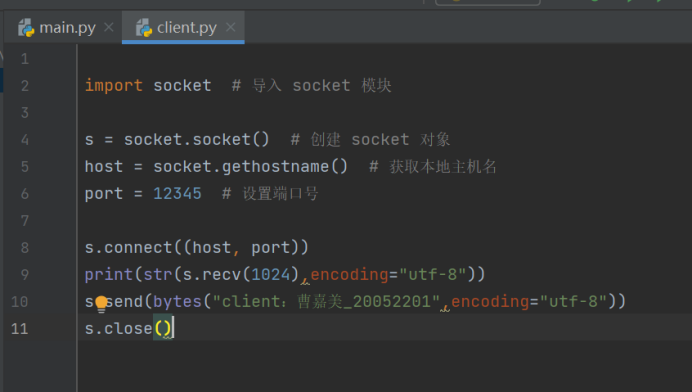 main.py client.py
1
2 import socket  # 导入 socket 模块
3
4 s = socket.socket()  # 创建 socket 对象
5 host = socket.gethostname()  # 获取本地主机名
6 port = 12345  # 设置端口号
7
8 s.connect((host, port))
9 print(str(s.recv(1024),encoding="utf-8"))
10 s.send(bytes("client：曹嘉美_20052201",encoding="utf-8"))
11 s.close()